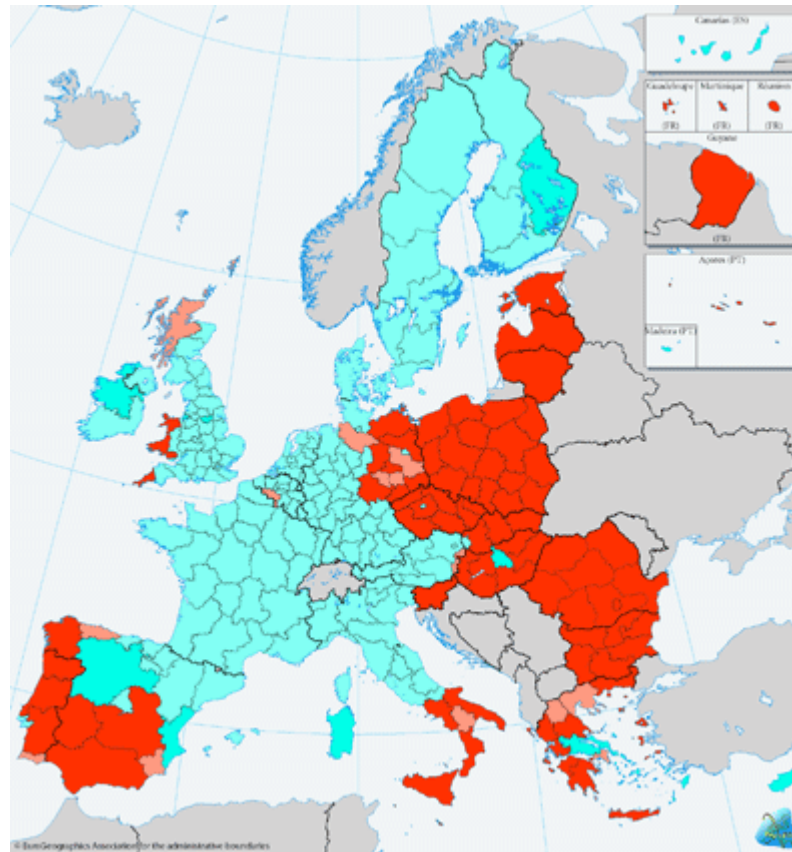 Canarias (ES)
Guadeloupe
Martinique
Réunion
(FR)
(FR)
(FR)
Guyane
(FR)
Açores (PT)
Madeira (PT)
© EuroGeographics Association for the administrative boundaries